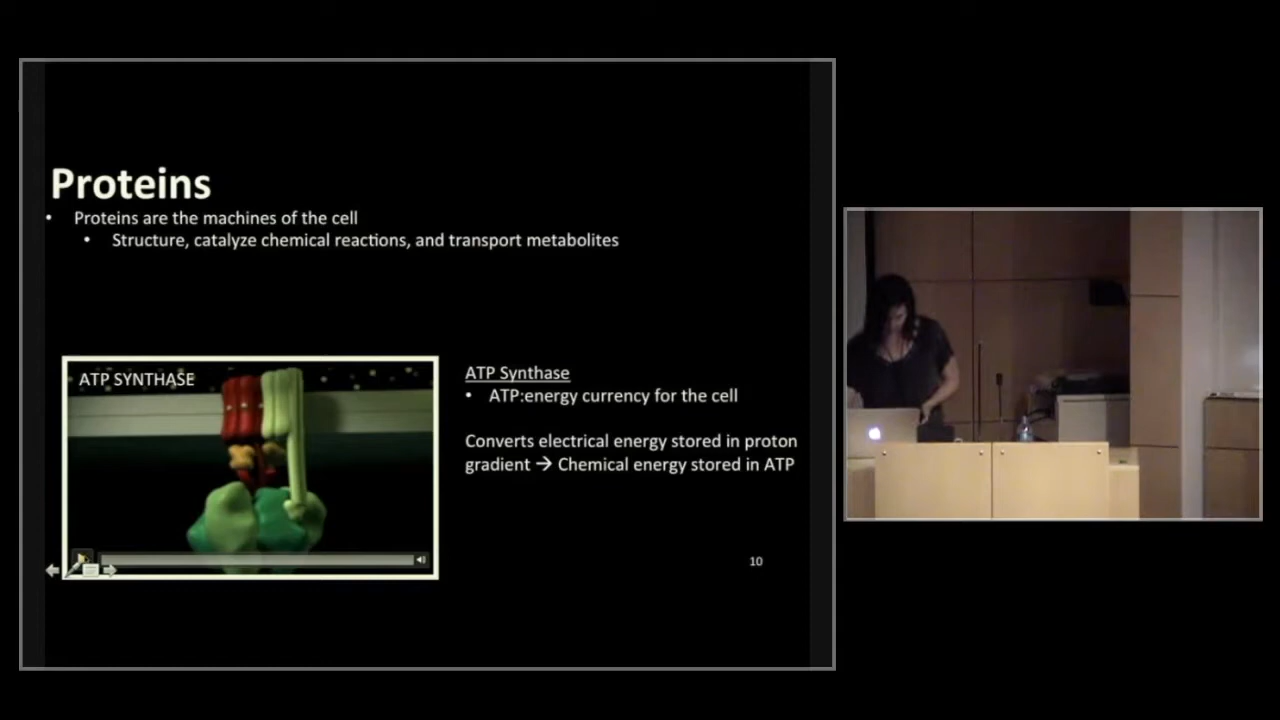 Proteins
• Proteins are the machines of the cell
• Structure, catalyze chemical reactions, and transport metabolites
ATP SYNTHASE
ATP Synthase
• ATP:energy currency for the cell
Converts electrical energy stored in proton
gradient → Chemical energy stored in ATP
10